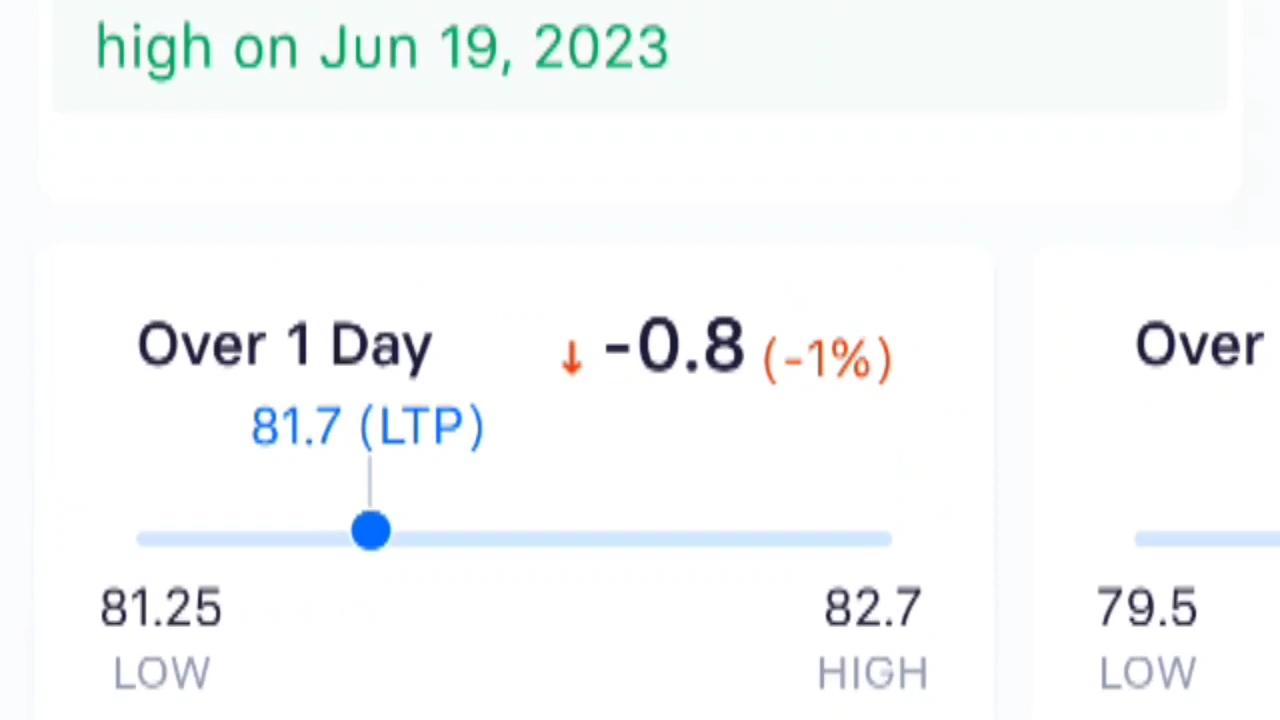 high on Jun 19, 2023
Over 1 Day ↓ -0.8 (-1%)
81.7 (LTP)
81.25 82.7
LOW HIGH
Over
79.5
LOW